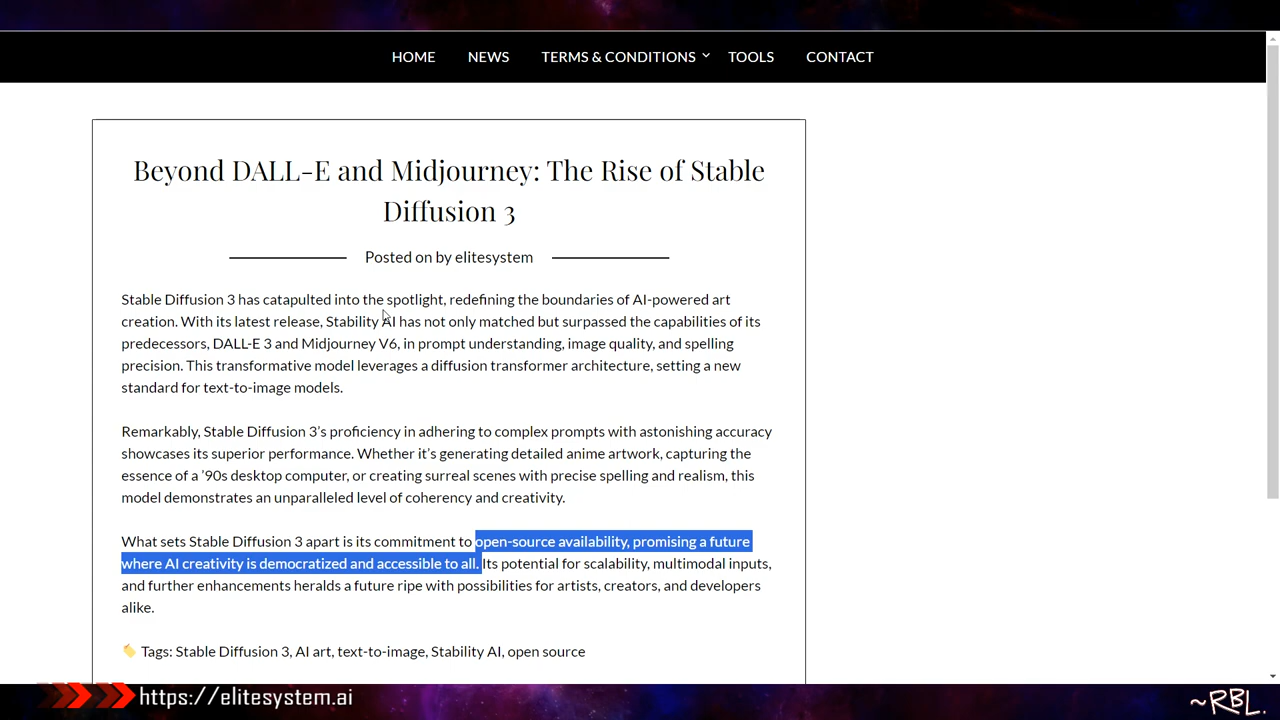 HOME NEWS TERMS & CONDITIONS TOOLS CONTACT
Beyond DALL-E and Midjourney: The Rise of Stable
Diffusion 3
Posted on by elitesystem
Stable Diffusion 3 has catapulted into the spotlight, redefining the boundaries of AI-powered art
creation. With its latest release, Stability AI has not only matched but surpassed the capabilities of its
predecessors, DALL-E 3 and Midjourney V6, in prompt understanding, image quality, and spelling
precision. This transformative model leverages a diffusion transformer architecture, setting a new
standard for text-to-image models.
Remarkably, Stable Diffusion 3’s proficiency in adhering to complex prompts with astonishing accuracy
showcases its superior performance. Whether it’s generating detailed anime artwork, capturing the
essence of a ’90s desktop computer, or creating surreal scenes with precise spelling and realism, this
model demonstrates an unparalleled level of coherency and creativity.
What sets Stable Diffusion 3 apart is its commitment to open-source availability, promising a future
where AI creativity is democratized and accessible to all. Its potential for scalability, multimodal inputs,
and further enhancements heralds a future ripe with possibilities for artists, creators, and developers
alike.
Tags: Stable Diffusion 3, AI art, text-to-image, Stability AI, open source
https://elitesystem.ai
~RBL.